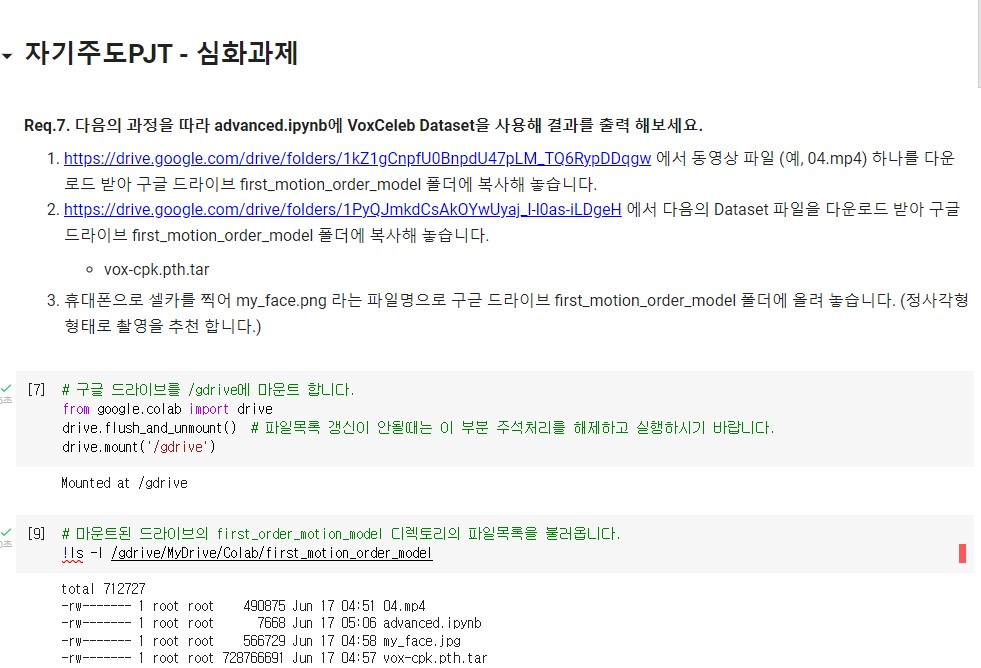 자기주도PJT - 심화과제
Req.7. 다음의 과정을 따라 advanced.ipynb에 VoxCeleb Dataset을 사용해 결과를 출력 해보세요.
1. https://drive.google.com/drive/folders/1kZ1gCnpfU0BnpdU47pLM_TQ6RypDDqgw 에서 동영상 파일 (예, 04.mp4) 하나를 다운
로드 받아 구글 드라이브 first_motion_order_model 폴더에 복사해 놓습니다.
2. https://drive.google.com/drive/folders/1PyQJmkdCsAkOYwUyaj_l-l0as-iLDgeH 에서 다음의 Dataset 파일을 다운로드 받아 구글
드라이브 first_motion_order_model 폴더에 복사해 놓습니다.
vox-cpk.pth.tar
3. 휴대폰으로 셀카를 찍어 my_face.png 라는 파일명으로 구글 드라이브 first_motion_order_model 폴더에 올려 놓습니다. (정사각형
형태로 촬영을 추천 합니다.)
[7] # 구글 드라이브를 /gdrive에 마운트 합니다.
from google.colab import drive
drive.flush_and_unmount() # 파일목록 갱신이 안될때는 이 부분 주석처리를 해제하고 실행하시기 바랍니다.
drive.mount('/gdrive')
Mounted at /gdrive
[9] # 마운트된 드라이브의 first_order_motion_model 디렉토리의 파일목록을 불러옵니다.
!ls -l /gdrive/MyDrive/Colab/first_motion_order_model
total 712727
-rw------- 1 root root 490875 Jun 17 04:51 04.mp4
-rw------- 1 root root 7668 Jun 17 05:06 advanced.ipynb
-rw------- 1 root root 566729 Jun 17 04:58 my_face.jpg
-rw------- 1 root root 728766691 Jun 17 04:57 vox-cpk.pth.tar